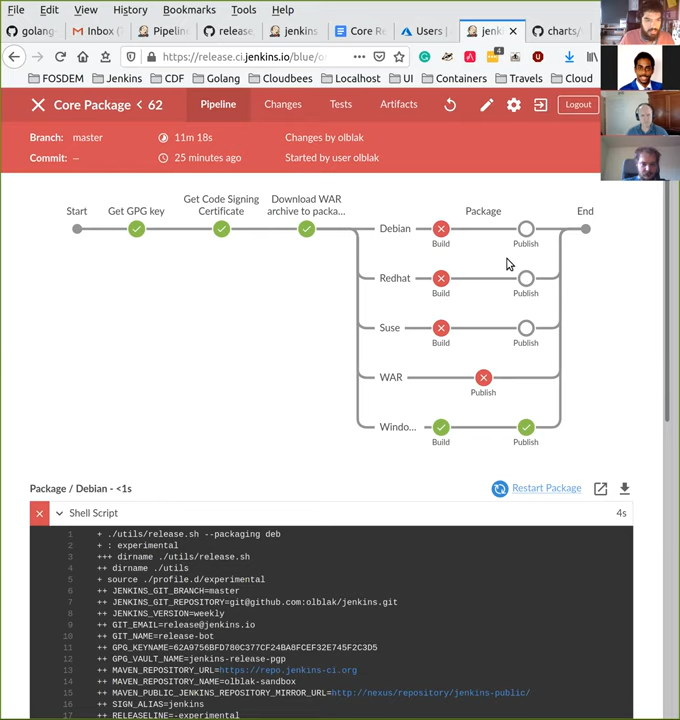 File Edit View History Bookmarks Tools Help
golang- Inbox (7 Pipelin release jenkins Core Re Users | jenki charts/
https://release.ci.jenkins.io/blue/or
FOSDEM Jenkins CDF Golang Cloudbees Localhost UI Containers Travels Cloud
Core Package < 62 Pipeline Changes Tests Artifacts Logout
Branch: master 11m 18s Changes by olblak
Commit: – 25 minutes ago Started by user olblak
Start Get GPG key Get Code Signing Certificate Download WAR archive to packa... Package End
Debian Build Publish
Redhat Build Publish
Suse Build Publish
WAR Publish
Windo... Build Publish
Package / Debian - <1s Restart Package
Shell Script 4s
1 + ./utils/release.sh --packaging deb
2 + : experimental
3 +++ dirname ./utils/release.sh
4 ++ dirname ./utils
5 + source ./profile.d/experimental
6 ++ JENKINS_GIT_BRANCH=master
7 ++ JENKINS_GIT_REPOSITORY=git@github.com:olblak/jenkins.git
8 ++ JENKINS_VERSION=weekly
9 ++ GIT_EMAIL=release@jenkins.io
10 ++ GIT_NAME=release-bot
11 ++ GPG_KEYNAME=62A9756BFD780C377CF24BA8FCEF32E745F2C3D5
12 ++ GPG_VAULT_NAME=jenkins-release-pgp
13 ++ MAVEN_REPOSITORY_URL=https://repo.jenkins-ci.org
14 ++ MAVEN_REPOSITORY_NAME=olblak-sandbox
15 ++ MAVEN_PUBLIC_JENKINS_REPOSITORY_MIRROR_URL=http://nexus/repository/jenkins-public/
16 ++ SIGN_ALIAS=jenkins
17 ++ RELEASELINE=-experimental